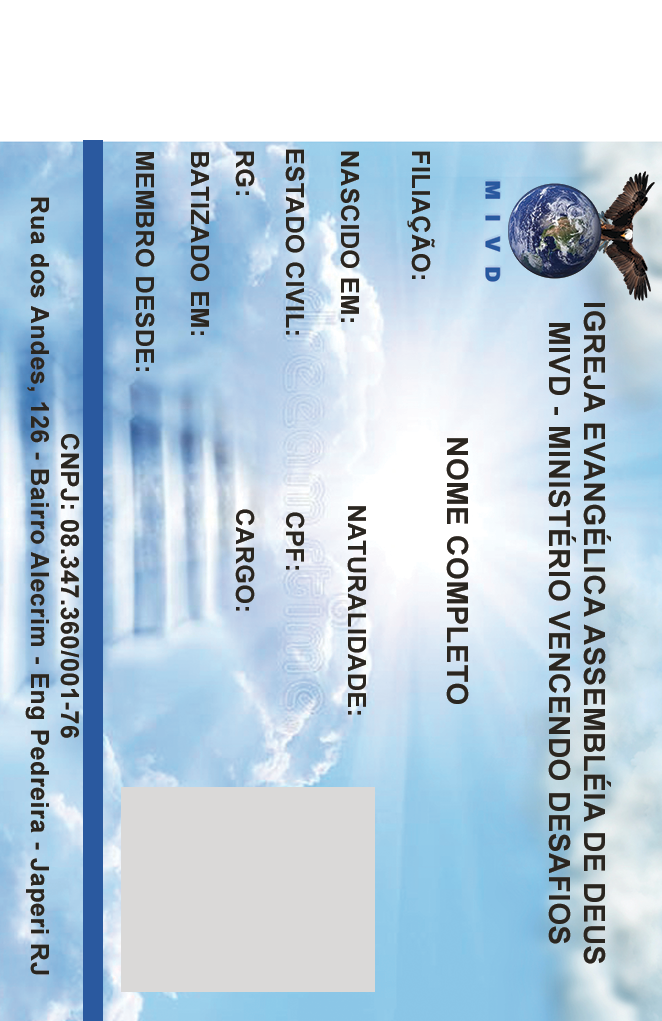 IGREJA EVANGÉLICA ASSEMBLÉIA DE DEUS
MIVD - MINISTÉRIO VENCENDO DESAFIOS
MIVD
NOME COMPLETO
FILIAÇÃO:
NASCIDO EM: NATURALIDADE:
ESTADO CIVIL: CPF:
RG: CARGO:
BATIZADO EM:
MEMBRO DESDE:
CNPJ: 08.347.360/001-76
Rua dos Andes, 126 - Bairro Alecrim - Eng Pedreira - Japeri RJ